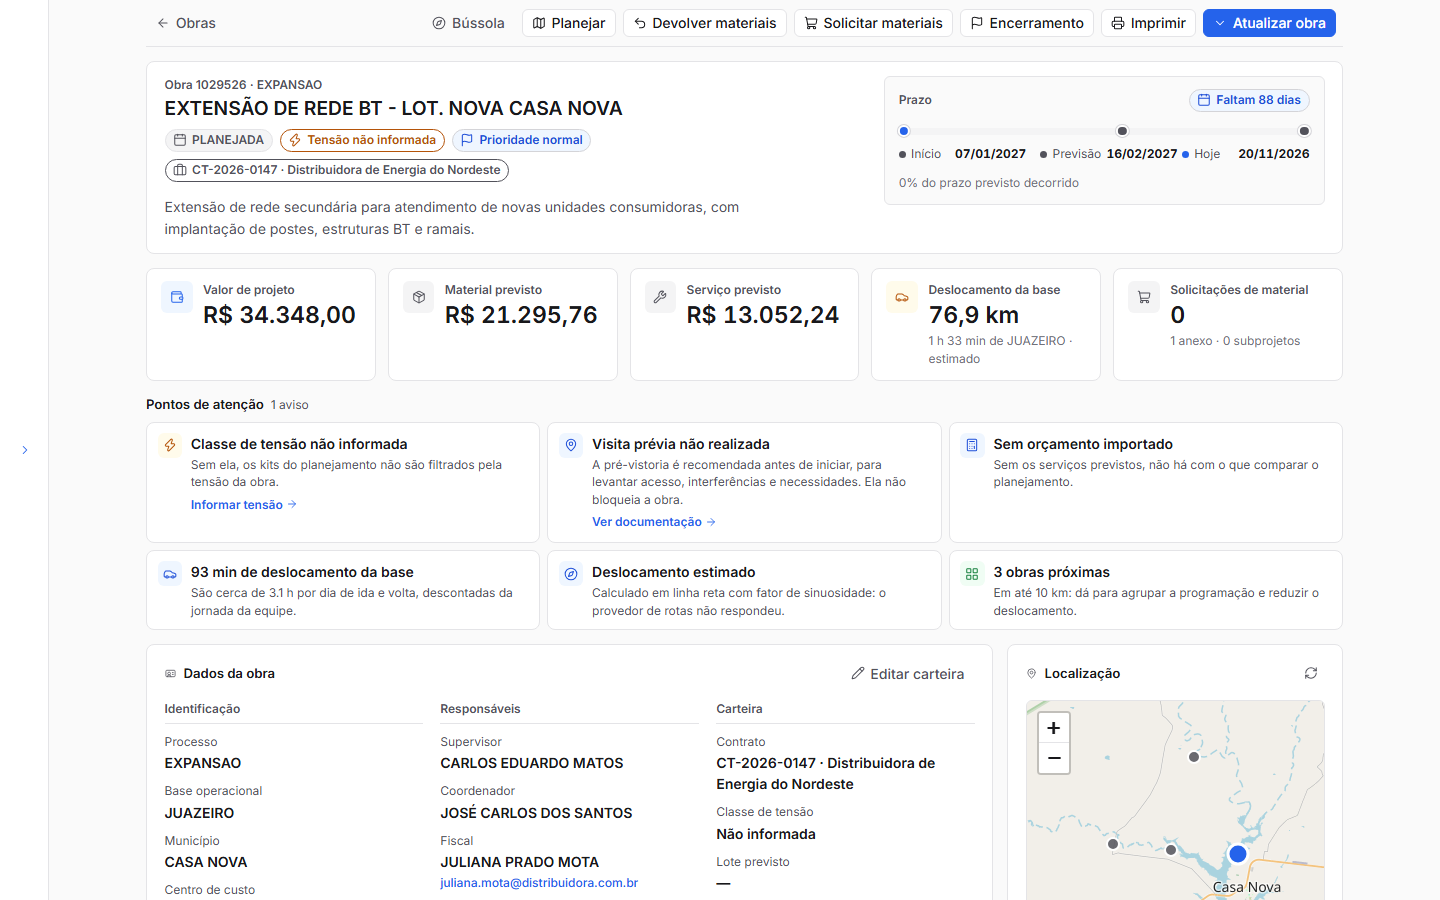 Obras
Bússola
Planejar
Devolver materiais
Solicitar materiais
Encerramento
Imprimir
Atualizar obra
Obra 1029526 · EXPANSAO
EXTENSÃO DE REDE BT - LOT. NOVA CASA NOVA
PLANEJADA
Tensão não informada
Prioridade normal
CT-2026-0147 · Distribuidora de Energia do Nordeste
Extensão de rede secundária para atendimento de novas unidades consumidoras, com
implantação de postes, estruturas BT e ramais.
Prazo
Faltam 88 dias
Início 07/01/2027
Previsão 16/02/2027
Hoje 20/11/2026
0% do prazo previsto decorrido
Valor de projeto
R$ 34.348,00
Material previsto
R$ 21.295,76
Serviço previsto
R$ 13.052,24
Deslocamento da base
76,9 km
1 h 33 min de JUAZEIRO ·
estimado
Solicitações de material
0
1 anexo · 0 subprojetos
Pontos de atenção 1 aviso
Classe de tensão não informada
Sem ela, os kits do planejamento não são filtrados pela
tensão da obra.
Informar tensão
Visita prévia não realizada
A pré-vistoria é recomendada antes de iniciar, para
levantar acesso, interferências e necessidades. Ela não
bloqueia a obra.
Ver documentação
Sem orçamento importado
Sem os serviços previstos, não há com o que comparar o
planejamento.
93 min de deslocamento da base
São cerca de 3.1 h por dia de ida e volta, descontadas da
jornada da equipe.
Deslocamento estimado
Calculado em linha reta com fator de sinuosidade: o
provedor de rotas não respondeu.
3 obras próximas
Em até 10 km: dá para agrupar a programação e reduzir o
deslocamento.
Dados da obra
Editar carteira
Identificação
Processo
EXPANSAO
Base operacional
JUAZEIRO
Município
CASA NOVA
Centro de custo
Responsáveis
Supervisor
CARLOS EDUARDO MATOS
Coordenador
JOSÉ CARLOS DOS SANTOS
Fiscal
JULIANA PRADO MOTA
juliana.mota@distribuidora.com.br
Carteira
Contrato
CT-2026-0147 · Distribuidora de
Energia do Nordeste
Classe de tensão
Não informada
Lote previsto
—
Localização
+
−
Casa Nova